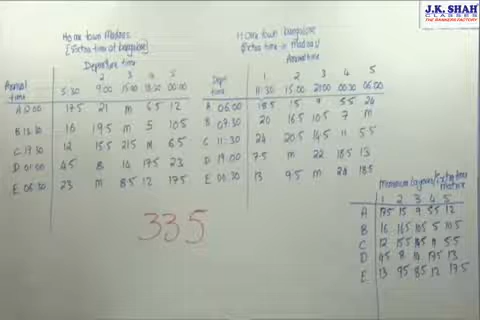 J.K. SHAH
CLASSES
Home town Madras
(Extra time at bangalore)
Departure time
1 2 3 4 5
5:30 9:00 15:00 18:30 00:00
Arrival
time
A 12:00 17.5 21 M 6.5 12
B 16 19.5 M 5 10.5
C 12 15.5 21.5 M 6.5
D 01:00 4.5 8 14 17.5 23
E 06:30 23 M 8.5 12 17.5
Home town bangalore
(Extra time in Madras)
time
1 2 3 4 5
11:30 15:00 21:00 00:30 06:00
Dept
time
A 06:00 18.5 15 9 5.5 24
B 07:30 20 16.5 10.5 7 M
C 11:30 24 20.5 14.5 11 5.5
D 19:00 7.5 M 22 18.5 13
E 00:30 13 9.5 M 24 18.5
335
Minimum layover/Extra time
matrix
1 2 3 4 5
A 17.5 15 9 5.5 12
B 16 16.5 10.5 5 10.5
C 12 15.5 14.5 11 5.5
D 4.5 8 14 17.5 13
E 13 9.5 8.5 12 17.5